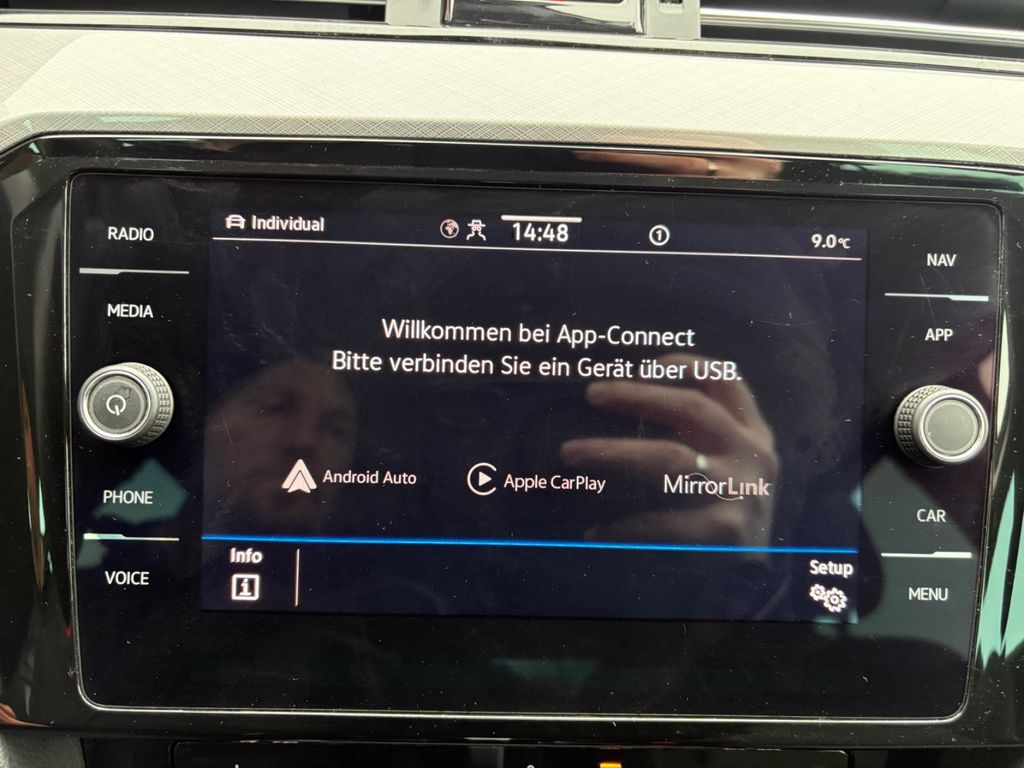 RADIO
MEDIA
PHONE
VOICE
Individual
14:48
1
9.0°C
Willkommen bei App-Connect
Bitte verbinden Sie ein Gerät über USB.
Android Auto
Apple CarPlay
MirrorLink
Info
i
Setup
NAV
APP
CAR
MENU